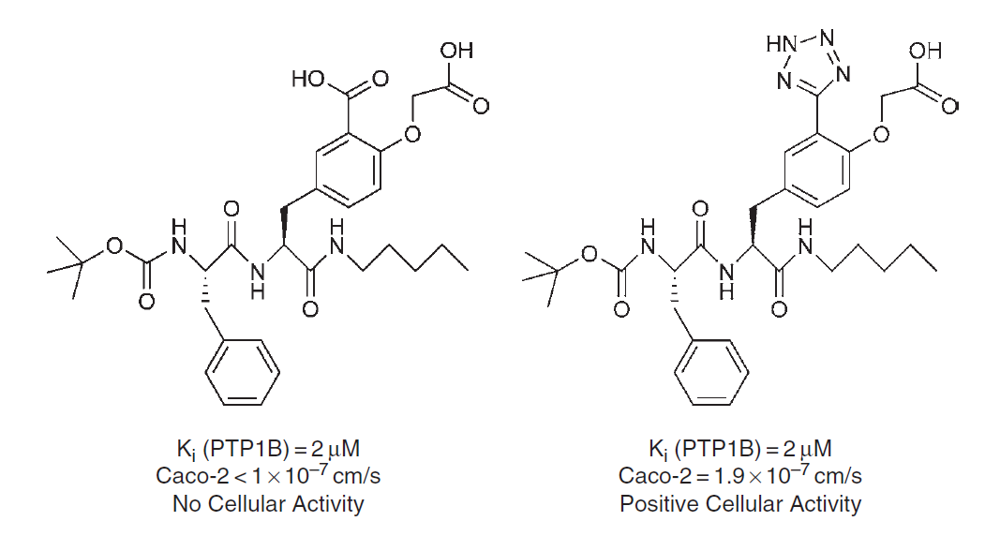 HO
O
OH
O
O
O
H
N
O
O
N
H
H
N
O
HN
N
N
N
OH
O
O
O
H
N
O
O
N
H
H
N
O
Kᵢ (PTP1B) = 2 μM
Caco-2 < 1 × 10⁻⁷ cm/s
No Cellular Activity
Kᵢ (PTP1B) = 2 μM
Caco-2 = 1.9 × 10⁻⁷ cm/s
Positive Cellular Activity